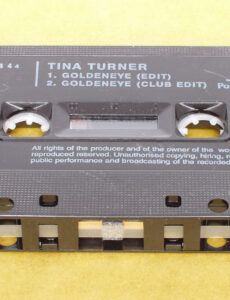 TINA TURNER
1. GOLDENEYE (EDIT)
2. GOLDENEYE (CLUB EDIT)
All rights of the producer and of the owner of the
reproduced reserved. Unauthorised copying, hiring,
public performance and broadcasting of the recorded